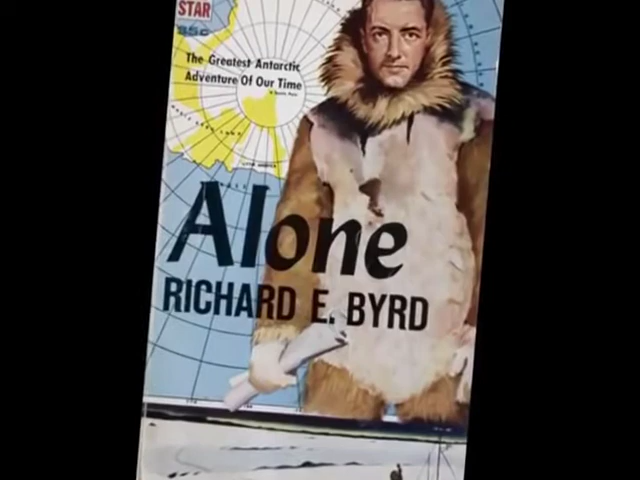 STAR
35c
The Greatest Antarctic
Adventure Of Our Time
Alone
RICHARD E. BYRD